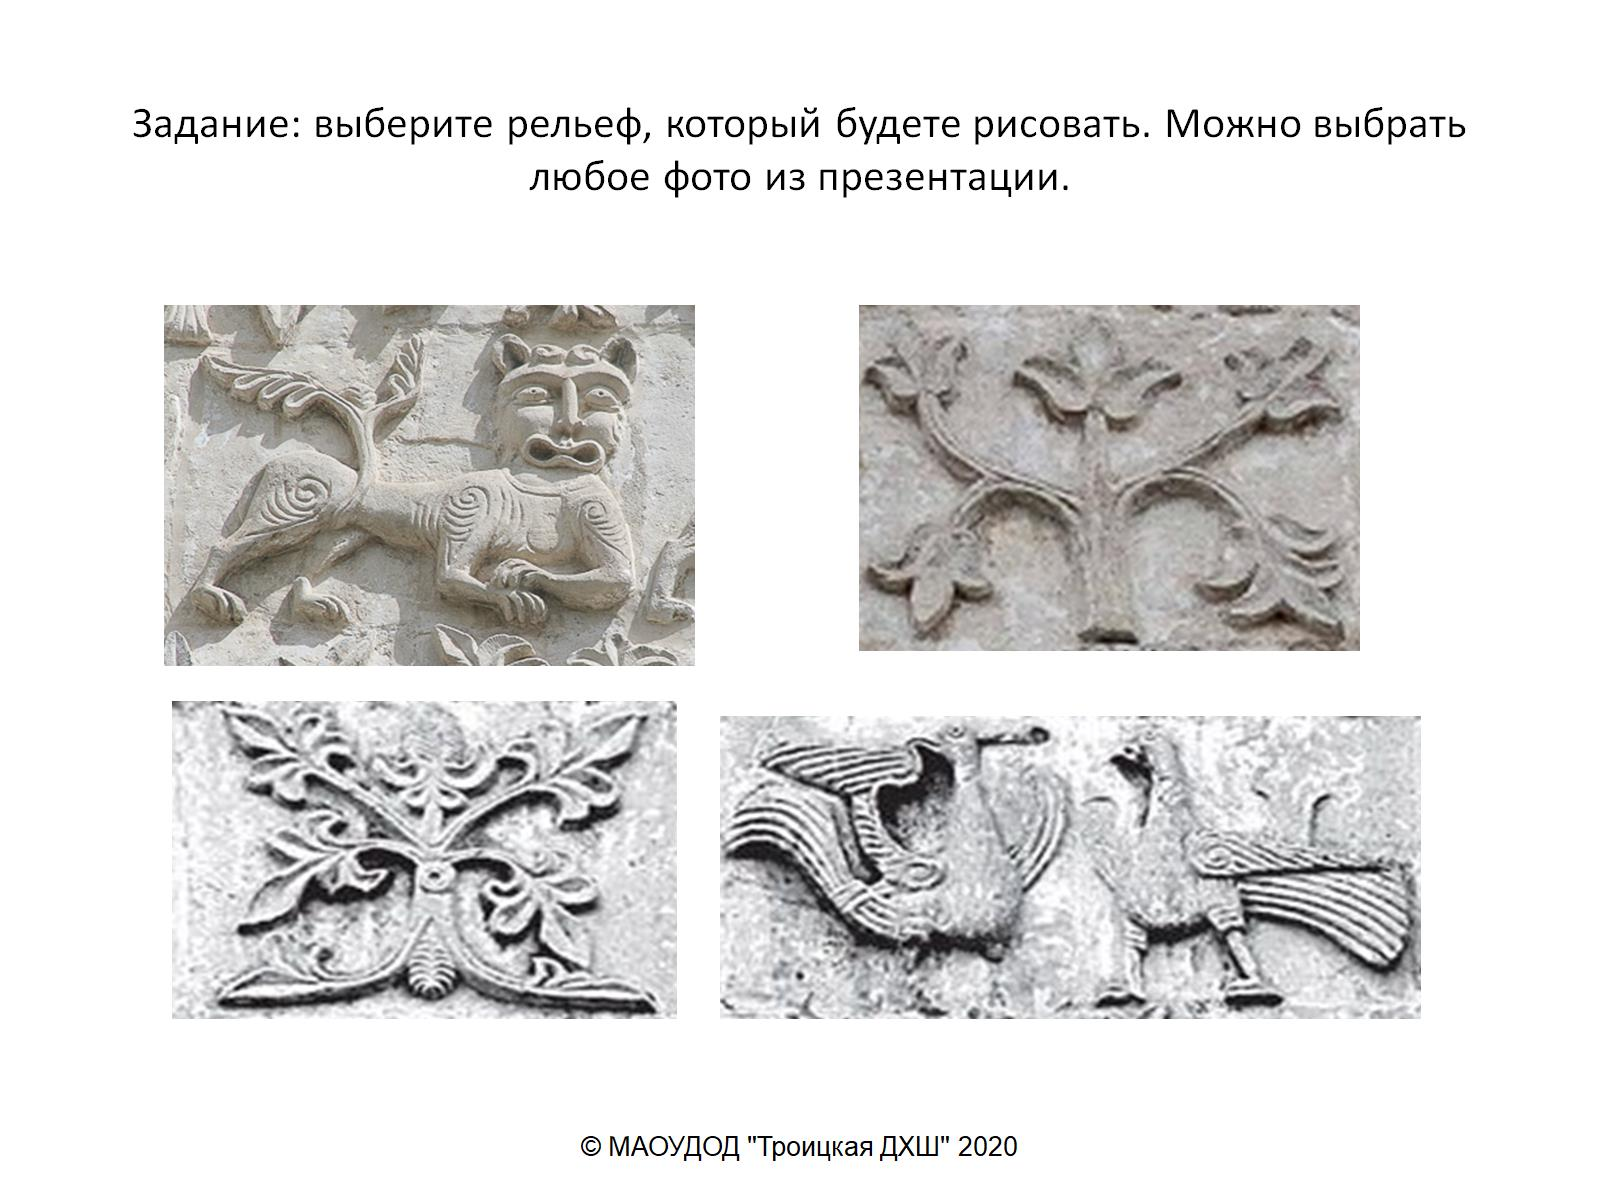 Задание: выберите рельеф, который будете рисовать. Можно выбрать
любое фото из презентации.
© МАОУДОД "Троицкая ДХШ" 2020